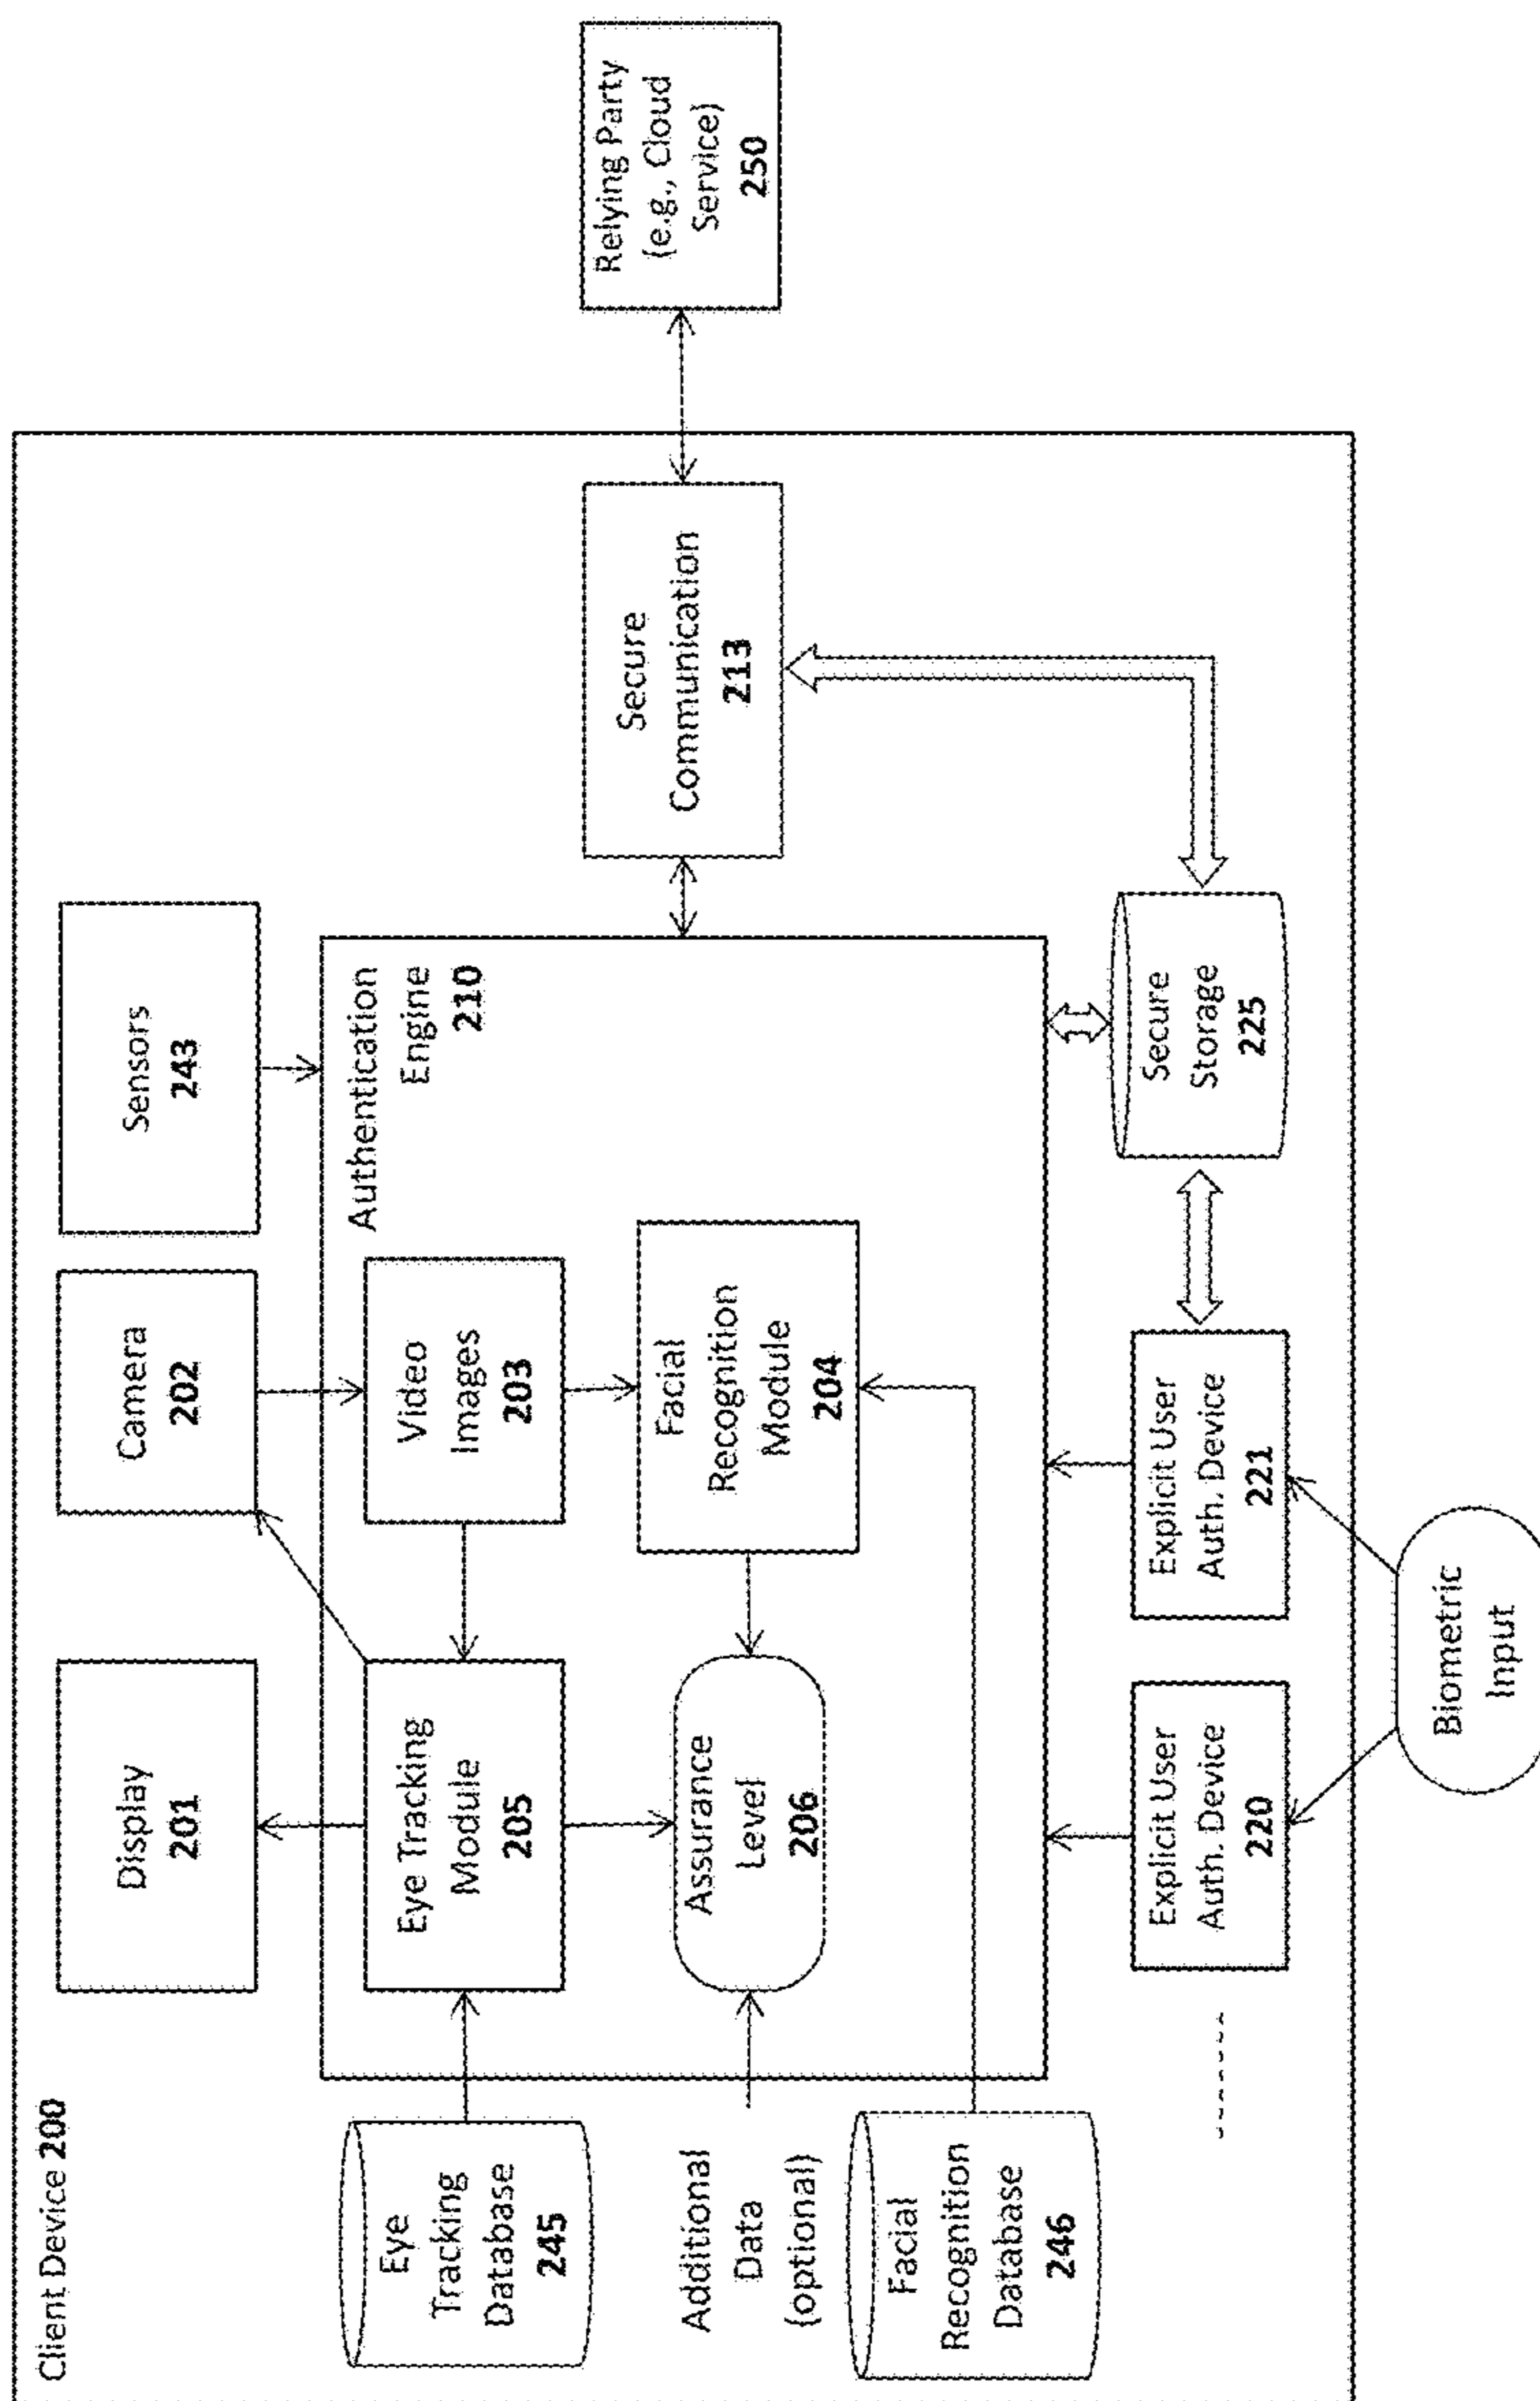 Client Device 200
Display
201
Camera
202
Sensors
243
Eye
Tracking
Database
245
Eye Tracking
Module
205
Video
Images
203
Authentication
Engine
210
Additional
Data
(optional)
Assurance
Level
206
Facial
Recognition
Module
204
Secure
Communication
213
Relying Party
(e.g., Cloud
Service)
250
Facial
Recognition
Database
246
Explicit User
Auth. Device
220
Explicit User
Auth. Device
221
Secure
Storage
225
Biometric
Input